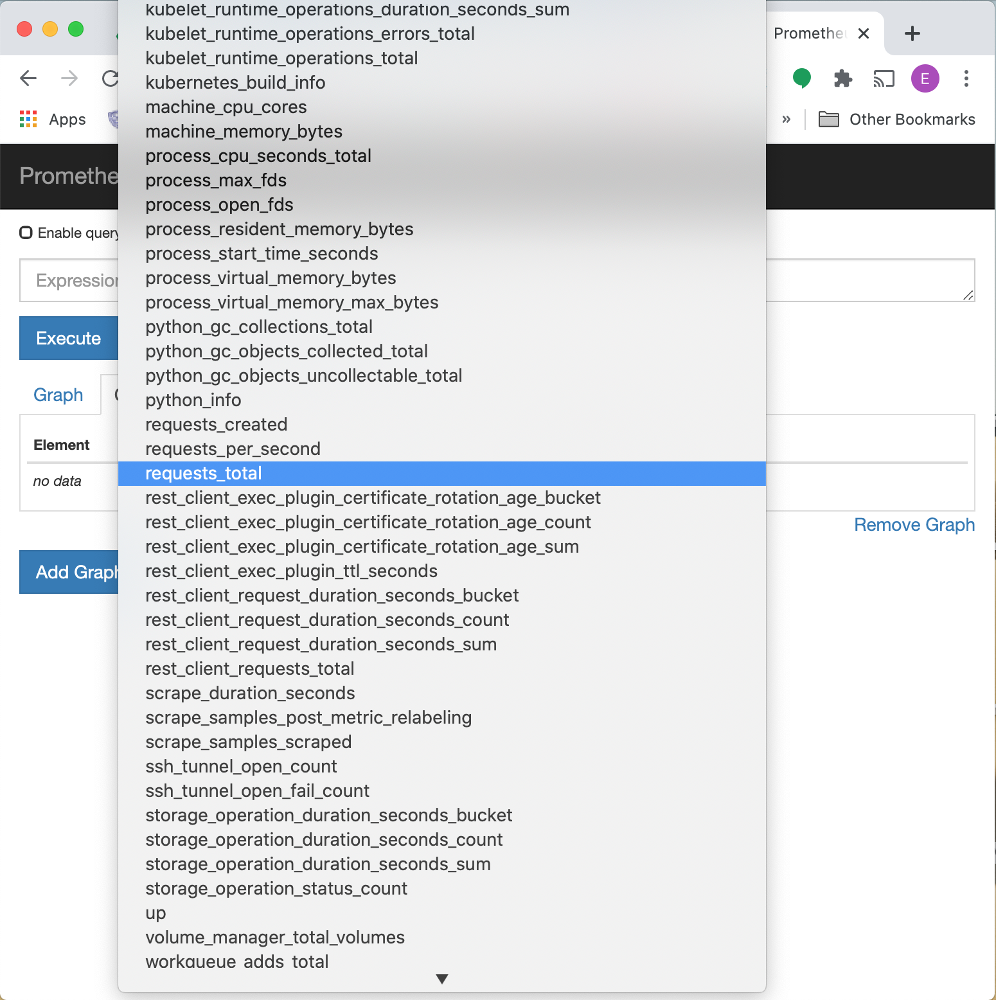 Promethe
E
Apps
»
Other Bookmarks
Promethe
Enable query
Expression
Execute
Graph
Element
no data
Remove Graph
Add Graph
kubelet_runtime_operations_duration_seconds_sum
kubelet_runtime_operations_errors_total
kubelet_runtime_operations_total
kubernetes_build_info
machine_cpu_cores
machine_memory_bytes
process_cpu_seconds_total
process_max_fds
process_open_fds
process_resident_memory_bytes
process_start_time_seconds
process_virtual_memory_bytes
process_virtual_memory_max_bytes
python_gc_collections_total
python_gc_objects_collected_total
python_gc_objects_uncollectable_total
python_info
requests_created
requests_per_second
requests_total
rest_client_exec_plugin_certificate_rotation_age_bucket
rest_client_exec_plugin_certificate_rotation_age_count
rest_client_exec_plugin_certificate_rotation_age_sum
rest_client_exec_plugin_ttl_seconds
rest_client_request_duration_seconds_bucket
rest_client_request_duration_seconds_count
rest_client_request_duration_seconds_sum
rest_client_requests_total
scrape_duration_seconds
scrape_samples_post_metric_relabeling
scrape_samples_scraped
ssh_tunnel_open_count
ssh_tunnel_open_fail_count
storage_operation_duration_seconds_bucket
storage_operation_duration_seconds_count
storage_operation_duration_seconds_sum
storage_operation_status_count
up
volume_manager_total_volumes
workqueue_adds_total